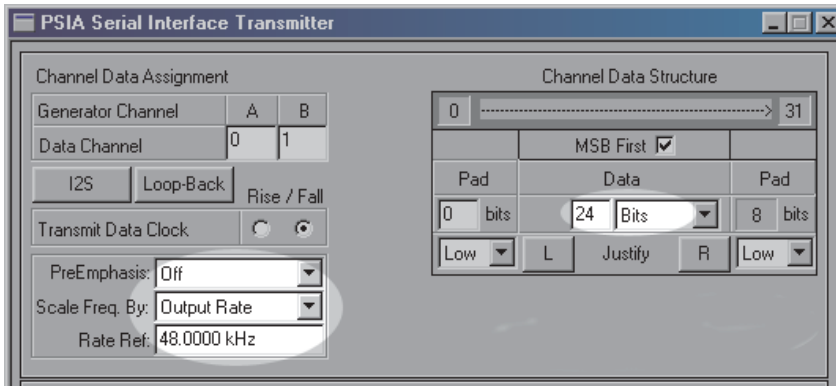 PSIA Serial Interface Transmitter
Channel Data Assignment
Generator Channel A B
Data Channel 0 1
I2S Loop-Back Rise / Fall
Transmit Data Clock
PreEmphasis: Off
Scale Freq. By: Output Rate
Rate Ref: 48.0000 kHz
Channel Data Structure
0 31
MSB First
Pad Data Pad
0 bits 24 Bits 8 bits
Low L Justify R Low